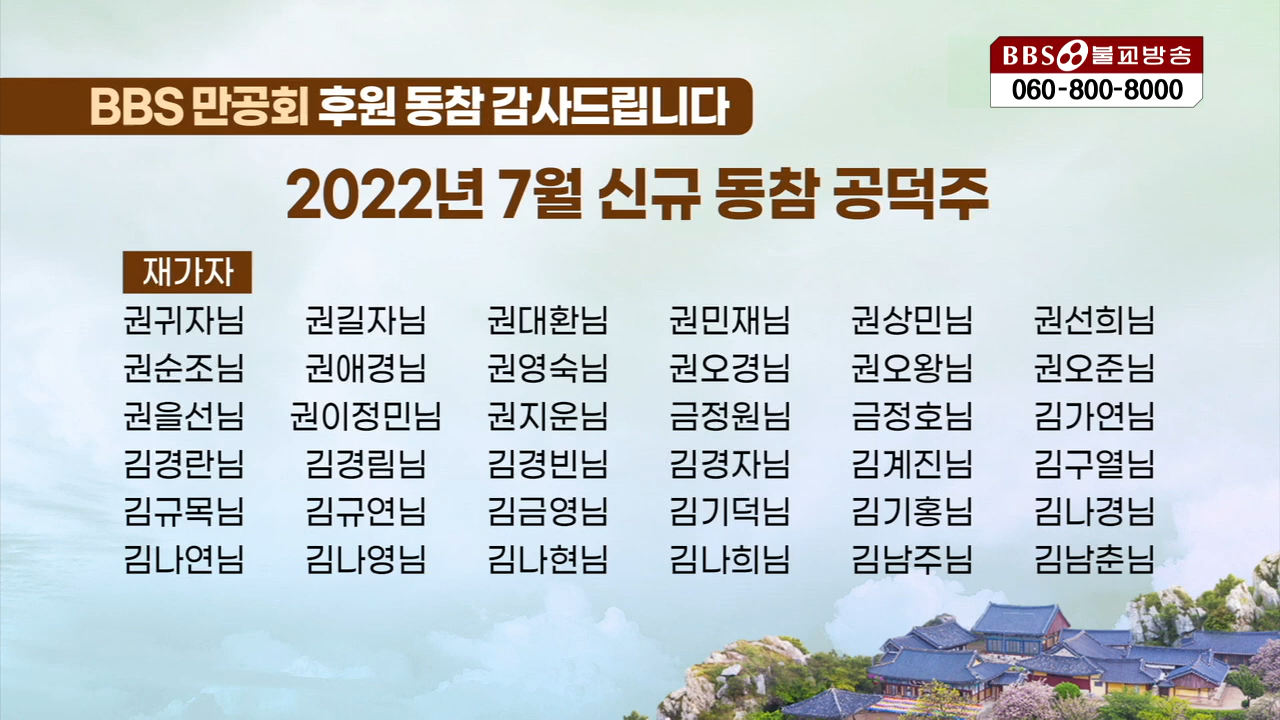 BBS 불교방송
060-800-8000
BBS 만공회 후원 동참 감사드립니다
2022년 7월 신규 동참 공덕주
재가자
권귀자님 권길자님 권대환님 권민재님 권상민님 권선희님
권순조님 권애경님 권영숙님 권오경님 권오왕님 권오준님
권을선님 권이정민님 권지운님 금정원님 금정호님 김가연님
김경란님 김경림님 김경빈님 김경자님 김계진님 김구열님
김규목님 김규연님 김금영님 김기덕님 김기홍님 김나경님
김나연님 김나영님 김나현님 김나희님 김남주님 김남춘님